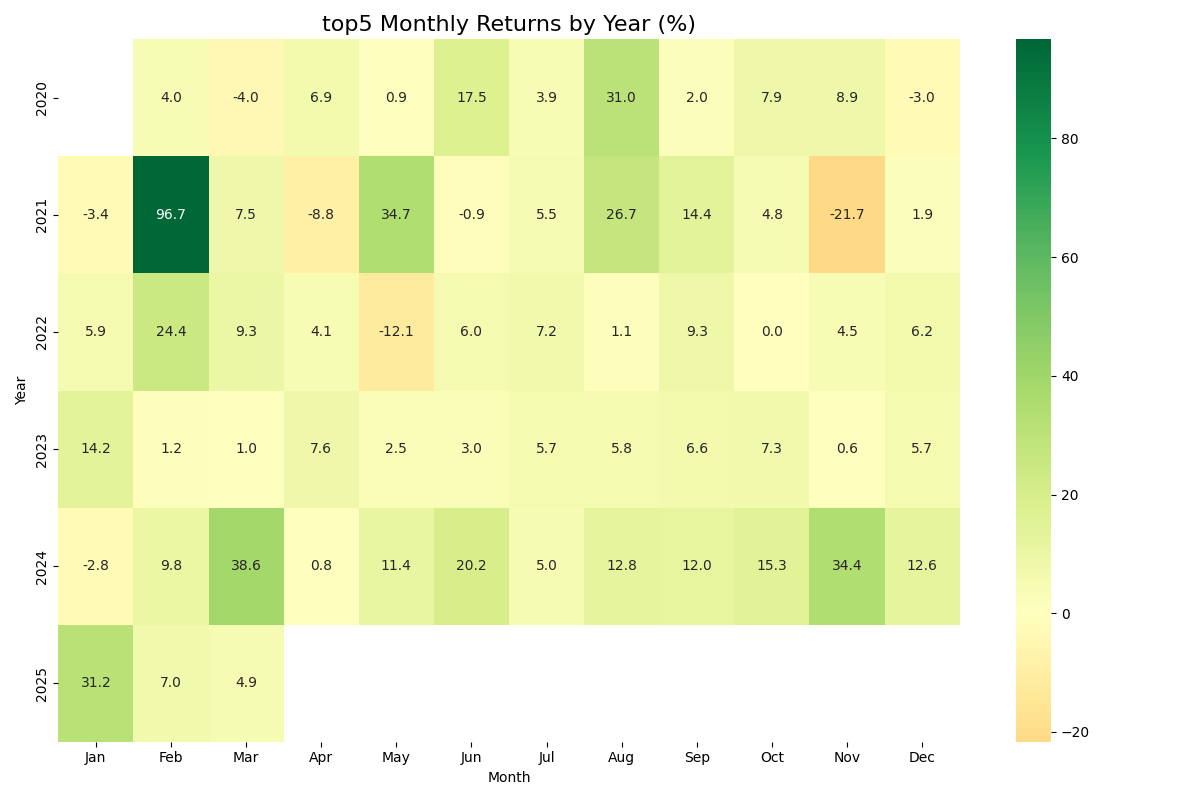 top5 Monthly Returns by Year (%)
2020 4.0 -4.0 6.9 0.9 17.5 3.9 31.0 2.0 7.9 8.9 -3.0
2021 -3.4 96.7 7.5 -8.8 34.7 -0.9 5.5 26.7 14.4 4.8 -21.7 1.9
2022 5.9 24.4 9.3 4.1 -12.1 6.0 7.2 1.1 9.3 0.0 4.5 6.2
2023 14.2 1.2 1.0 7.6 2.5 3.0 5.7 5.8 6.6 7.3 0.6 5.7
2024 -2.8 9.8 38.6 0.8 11.4 20.2 5.0 12.8 12.0 15.3 34.4 12.6
2025 31.2 7.0 4.9
Year
Jan Feb Mar Apr May Jun Jul Aug Sep Oct Nov Dec
Month
80
60
40
20
0
−20